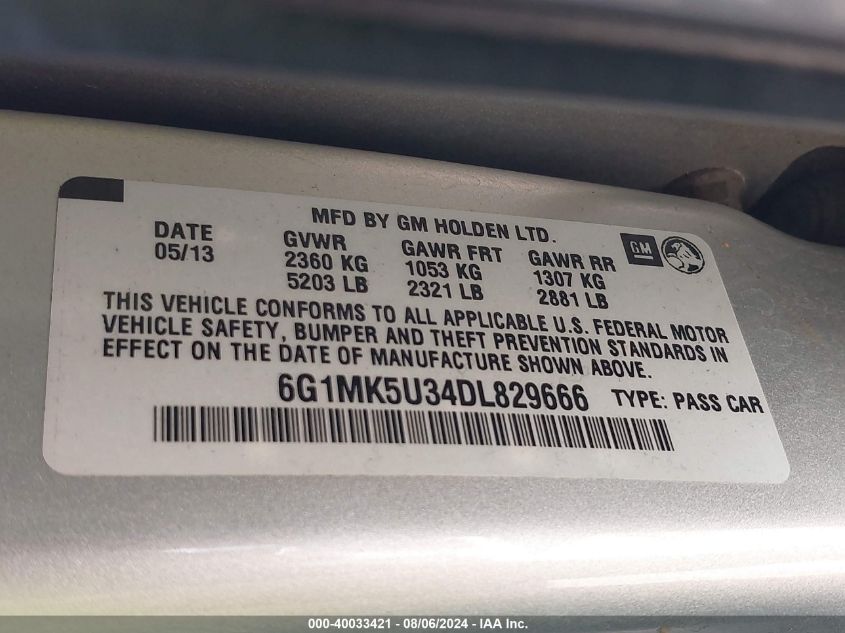 MFD BY GM HOLDEN LTD.
DATE GVWR GAWR FRT GAWR RR GM
05/13 2360 KG 1053 KG 1307 KG
5203 LB 2321 LB 2881 LB
THIS VEHICLE CONFORMS TO ALL APPLICABLE U.S. FEDERAL MOTOR
VEHICLE SAFETY, BUMPER AND THEFT PREVENTION STANDARDS IN
EFFECT ON THE DATE OF MANUFACTURE SHOWN ABOVE.
6G1MK5U34DL829666 TYPE: PASS CAR
000-40033421 - 08/06/2024 - IAA Inc.